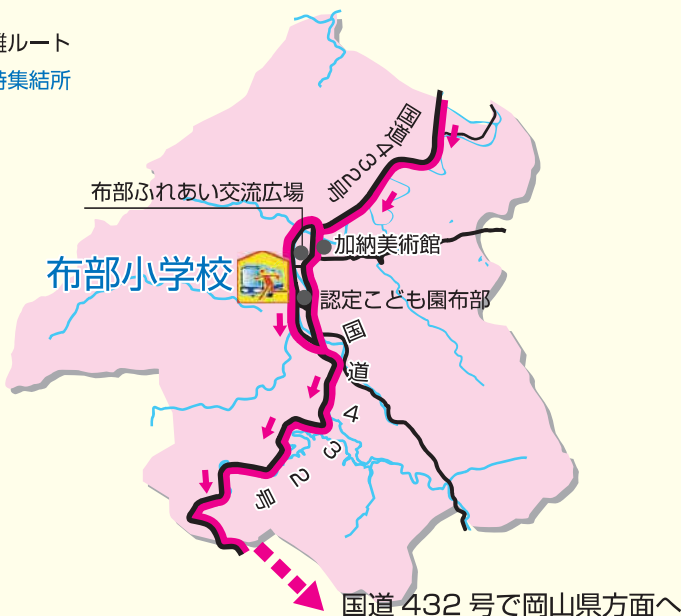 難ルート
時集結所
国道432号
布部ふれあい交流広場
加納美術館
布部小学校
認定こども園布部
国道432号
国道 432 号で岡山県方面へ